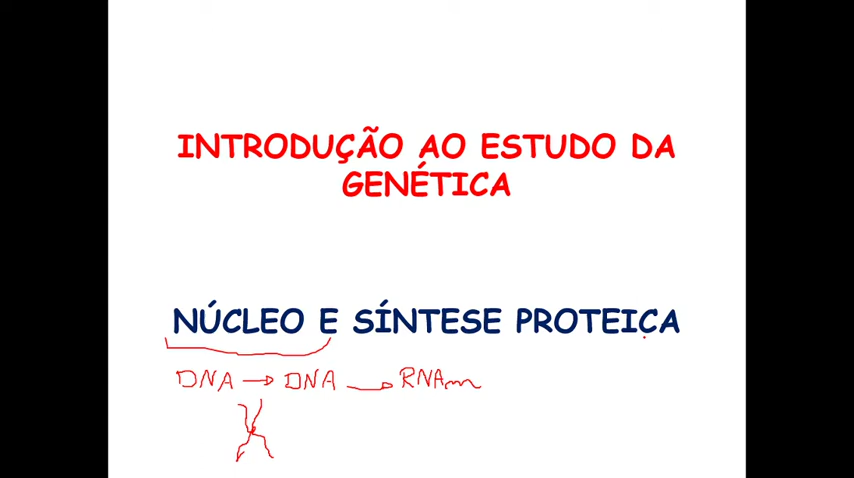 INTRODUÇÃO AO ESTUDO DA
GENÉTICA
NÚCLEO E SÍNTESE PROTEICA
DNA → DNA → RNAm